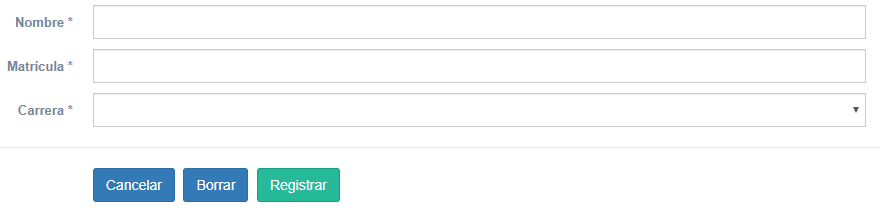 Nombre *
Matrícula *
Carrera *
Cancelar Borrar Registrar